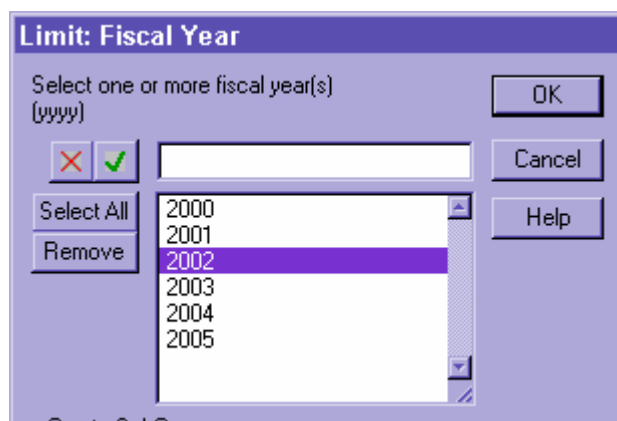 Limit: Fiscal Year
Select one or more fiscal year(s)
(yyyy)
OK
Cancel
Select All
Remove
Help
2000
2001
2002
2003
2004
2005